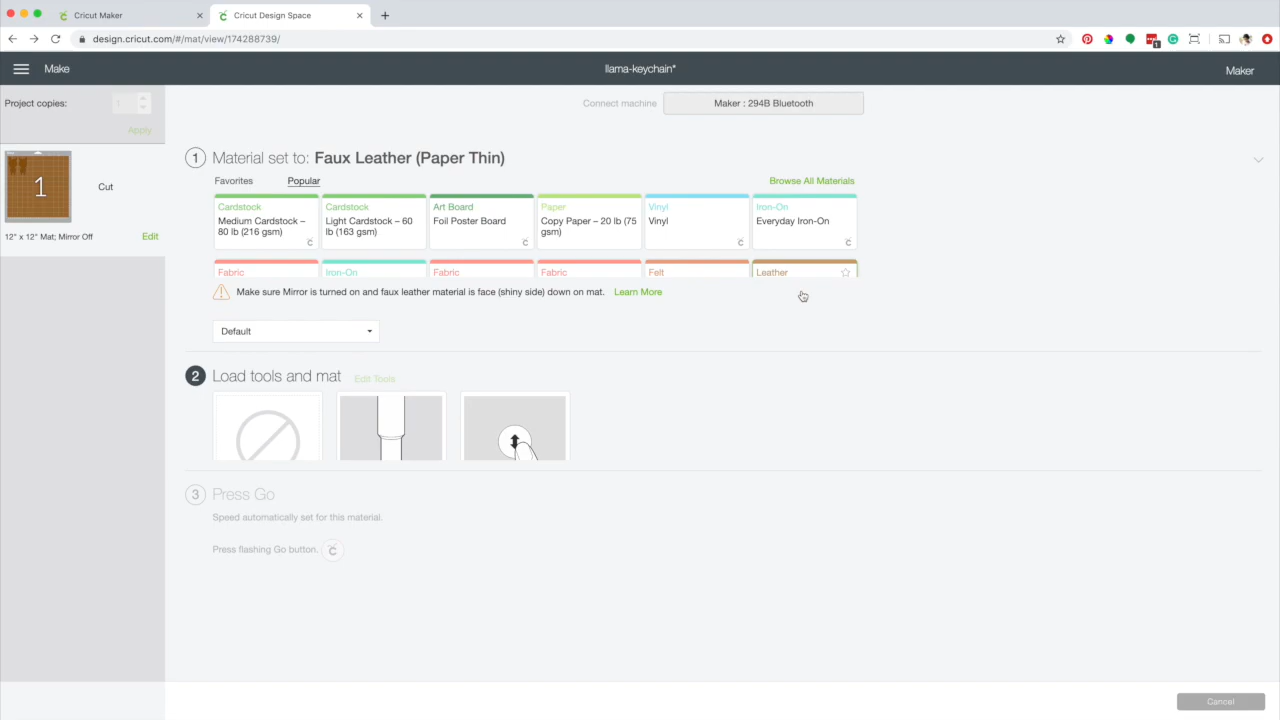 Cricut Maker
Cricut Design Space
design.cricut.com/#/mat/view/174288739/
1
Make
llama-keychain*
Maker
Project copies:
1
Apply
1
Cut
12" x 12" Mat; Mirror Off
Edit
Connect machine
Maker : 294B Bluetooth
1 Material set to: Faux Leather (Paper Thin)
Favorites
Popular
Browse All Materials
Cardstock
Medium Cardstock –
80 lb (216 gsm)
Cardstock
Light Cardstock – 60
lb (163 gsm)
Art Board
Foil Poster Board
Paper
Copy Paper – 20 lb (75
gsm)
Vinyl
Vinyl
Iron-On
Everyday Iron-On
Fabric
Iron-On
Fabric
Fabric
Felt
Leather
Make sure Mirror is turned on and faux leather material is face (shiny side) down on mat. Learn More
Default
2 Load tools and mat
Edit Tools
3 Press Go
Speed automatically set for this material.
Press flashing Go button.
Cancel